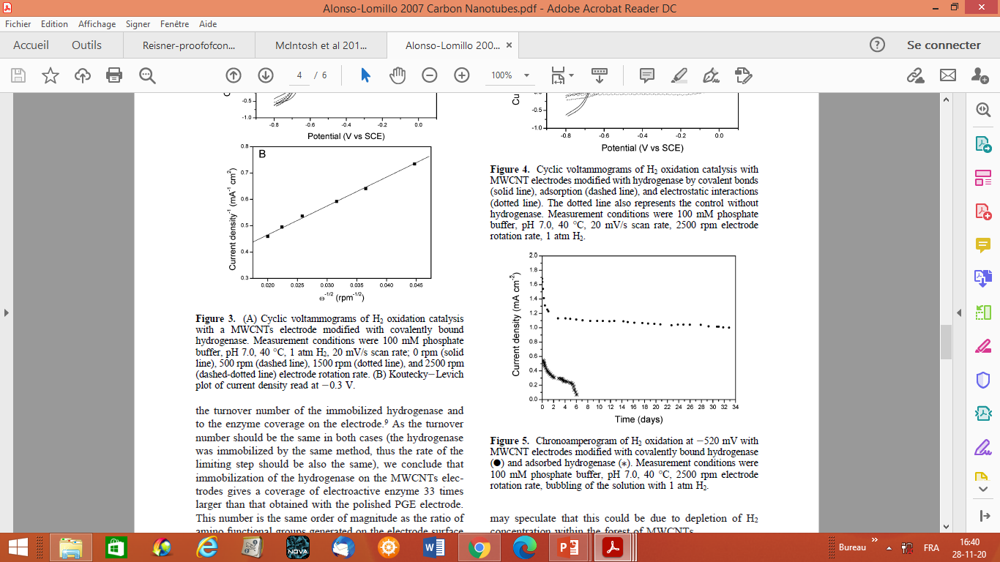 Alonso-Lomillo 2007 Carbon Nanotubes.pdf - Adobe Acrobat Reader DC
Fichier Edition Affichage Signer Fenêtre Aide
Accueil Outils Reisner-proofofcon... McIntosh et al 201... Alonso-Lomillo 200... × Se connecter
4 / 6 100%
-0.5
-1.0
-0.8 -0.6 -0.4 -0.2 0.0
Potential (V vs SCE)
B
0.8
0.7
0.6
0.5
0.4
0.3
Current density⁻¹ (mA⁻¹ cm²)
0.020 0.025 0.030 0.035 0.040 0.045
ω⁻¹/² (rpm⁻¹/²)
Figure 3. (A) Cyclic voltammograms of H₂ oxidation catalysis
with a MWCNTs electrode modified with covalently bound
hydrogenase. Measurement conditions were 100 mM phosphate
buffer, pH 7.0, 40 °C, 1 atm H₂, 20 mV/s scan rate; 0 rpm (solid
line), 500 rpm (dashed line), 1500 rpm (dotted line), and 2500 rpm
(dashed-dotted line) electrode rotation rate. (B) Koutecky−Levich
plot of current density read at −0.3 V.
the turnover number of the immobilized hydrogenase and
to the enzyme coverage on the electrode.⁹ As the turnover
number should be the same in both cases (the hydrogenase
was immobilized by the same method, thus the rate of the
limiting step should be also the same), we conclude that
immobilization of the hydrogenase on the MWCNTs elec-
trodes gives a coverage of electroactive enzyme 33 times
larger than that obtained with the polished PGE electrode.
This number is the same order of magnitude as the ratio of
amino functional groups generated on the electrode surface
Cu
-0.5
-1.0
-0.8 -0.6 -0.4 -0.2 0.0
Potential (V vs SCE)
Figure 4. Cyclic voltammograms of H₂ oxidation catalysis with
MWCNT electrodes modified with hydrogenase by covalent bonds
(solid line), adsorption (dashed line), and electrostatic interactions
(dotted line). The dotted line also represents the control without
hydrogenase. Measurement conditions were 100 mM phosphate
buffer, pH 7.0, 40 °C, 20 mV/s scan rate, 2500 rpm electrode
rotation rate, 1 atm H₂.
2.0
1.8
1.6
1.4
1.2
1.0
0.8
0.6
0.4
0.2
0.0
Current density (mA cm⁻²)
0 2 4 6 8 10 12 14 16 18 20 22 24 26 28 30 32 34
Time (days)
Figure 5. Chronoamperogram of H₂ oxidation at −520 mV with
MWCNT electrodes modified with covalently bound hydrogenase
(●) and adsorbed hydrogenase (∗). Measurement conditions were
100 mM phosphate buffer, pH 7.0, 40 °C, 2500 rpm electrode
rotation rate, bubbling of the solution with 1 atm H₂.
may speculate that this could be due to depletion of H₂
concentration within the forest of MWCNTs.
NOVA
Bureau » FRA 16:40
28-11-20